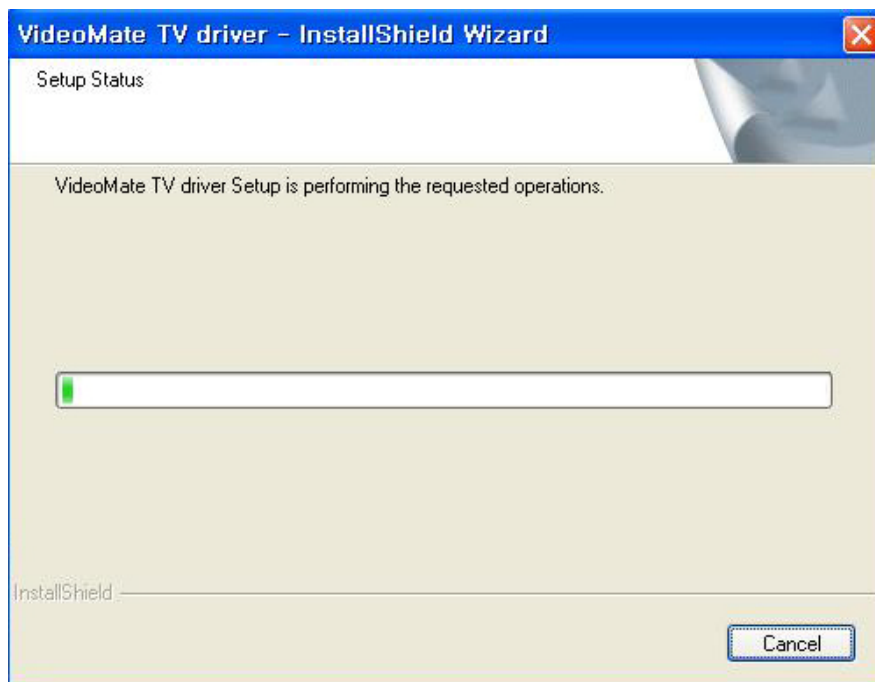 VideoMate TV driver - InstallShield Wizard
Setup Status
VideoMate TV driver Setup is performing the requested operations.
InstallShield
Cancel